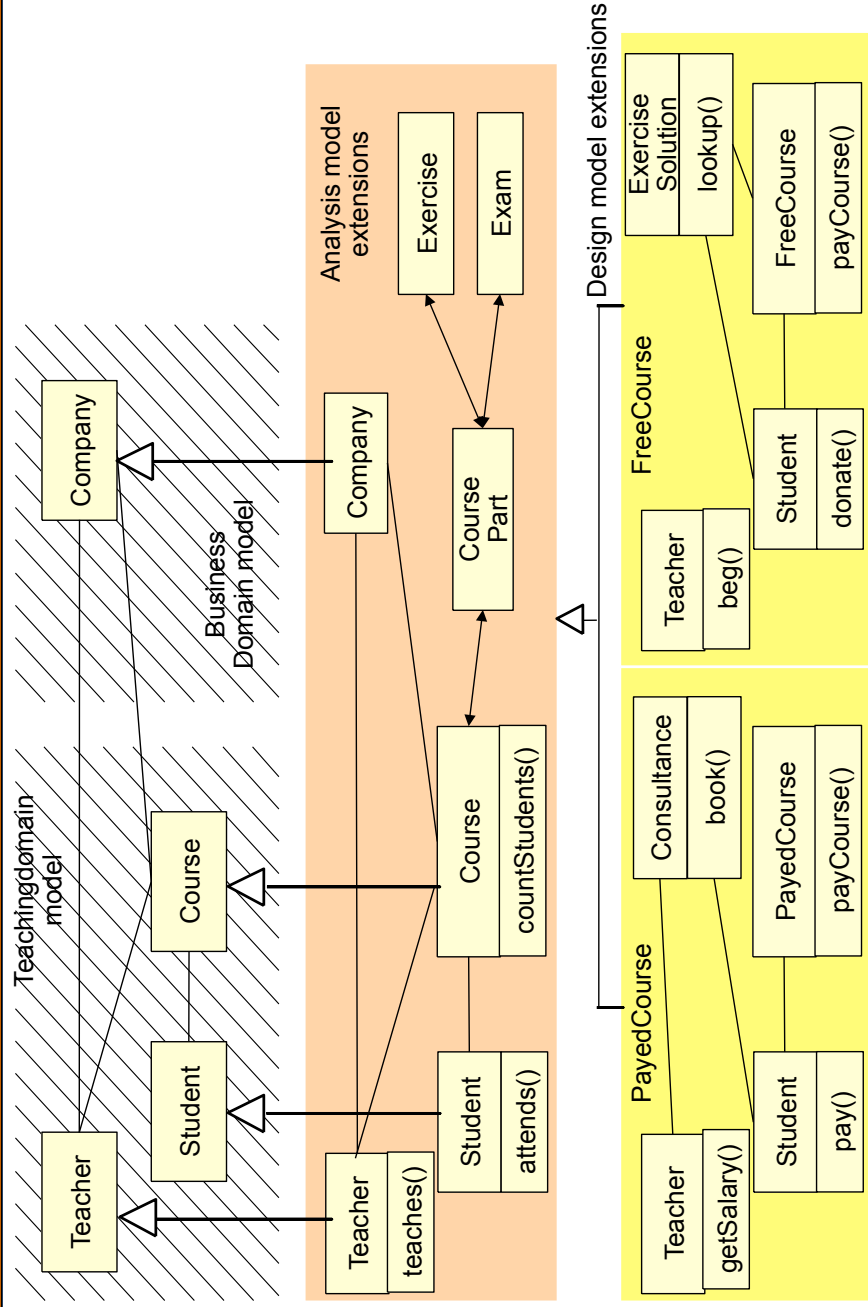 Teachingdomain
model
Teacher
Student
Course
Company
Business
Domain model
Analysis model
extensions
Teacher
teaches()
Student
attends()
Course
countStudents()
Company
Course
Part
Exercise
Exam
Design model extensions
PayedCourse
Teacher
getSalary()
Student
pay()
Consultance
book()
PayedCourse
payCourse()
FreeCourse
Teacher
beg()
Student
donate()
Exercise
Solution
lookup()
FreeCourse
payCourse()